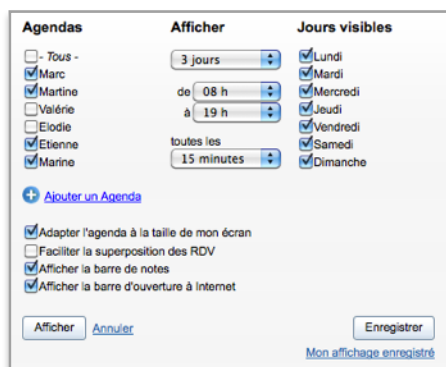 Agendas
- Tous -
Marc
Martine
Valérie
Elodie
Etienne
Marine
Ajouter un Agenda
Afficher
3 jours
de 08 h
à 19 h
toutes les
15 minutes
Jours visibles
Lundi
Mardi
Mercredi
Jeudi
Vendredi
Samedi
Dimanche
Adapter l'agenda à la taille de mon écran
Faciliter la superposition des RDV
Afficher la barre de notes
Afficher la barre d'ouverture à Internet
Afficher Annuler
Enregistrer
Mon affichage enregistré